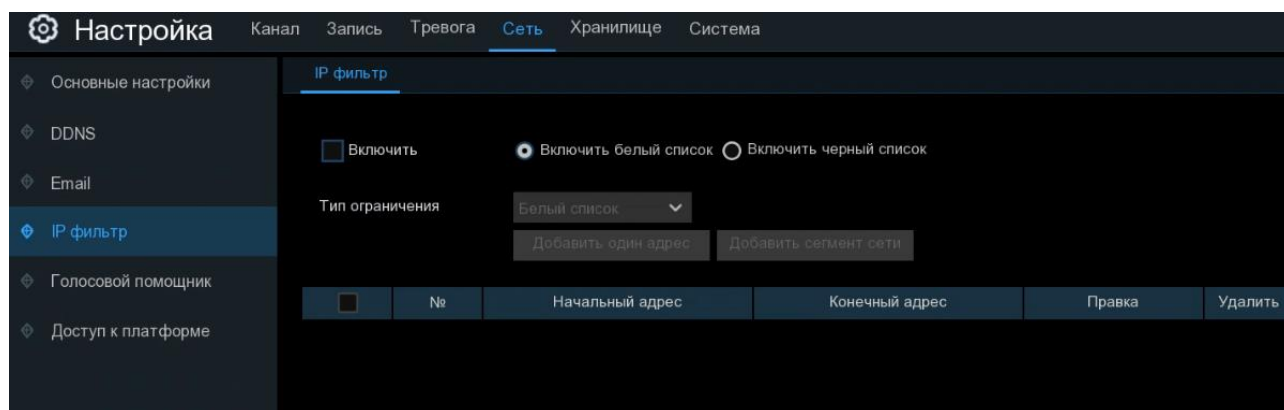 Настройка Канал Запись Тревога Сеть Хранилище Система
Основные настройки
DDNS
Email
IP фильтр
Голосовой помощник
Доступ к платформе
IP фильтр
Включить Включить белый список Включить черный список
Тип ограничения Белый список
Добавить один адрес Добавить сегмент сети
№ Начальный адрес Конечный адрес Правка Удалить